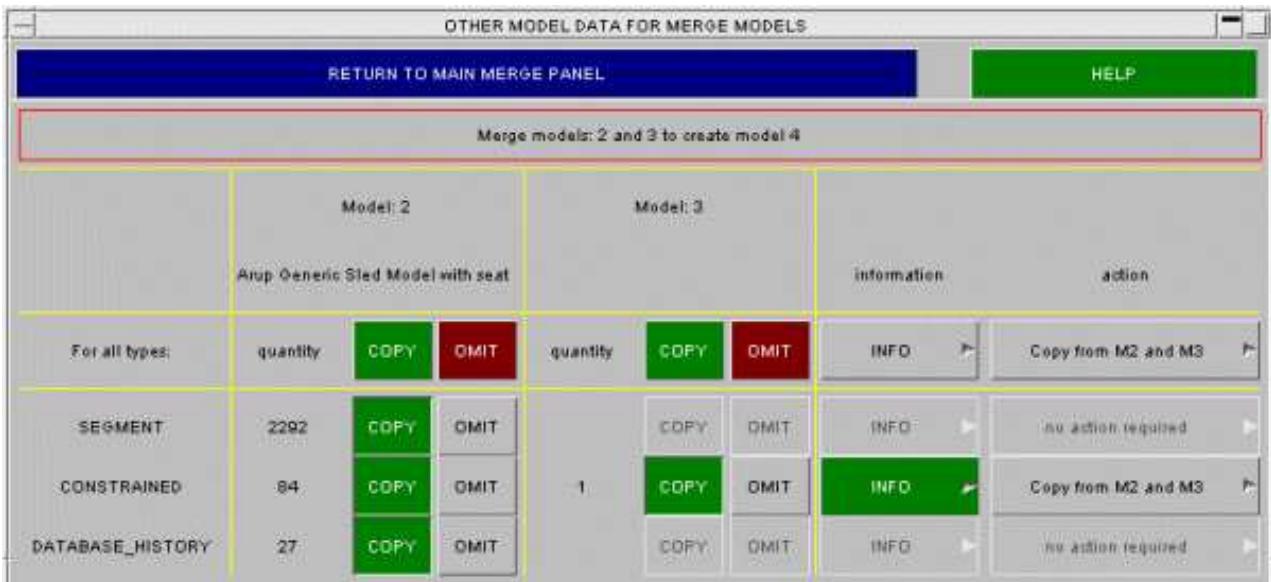 OTHER MODEL DATA FOR MERGE MODELS
RETURN TO MAIN MERGE PANEL HELP
Merge models: 2 and 3 to create model 4
Model: 2 Model: 3
Arup Generic Sled Model with seat information action
For all types: quantity COPY OMIT quantity COPY OMIT INFO Copy from M2 and M3
SEGMENT 2292 COPY OMIT COPY OMIT INFO no action required
CONSTRAINED 84 COPY OMIT 1 COPY OMIT INFO Copy from M2 and M3
DATABASE_HISTORY 27 COPY OMIT COPY OMIT INFO no action required